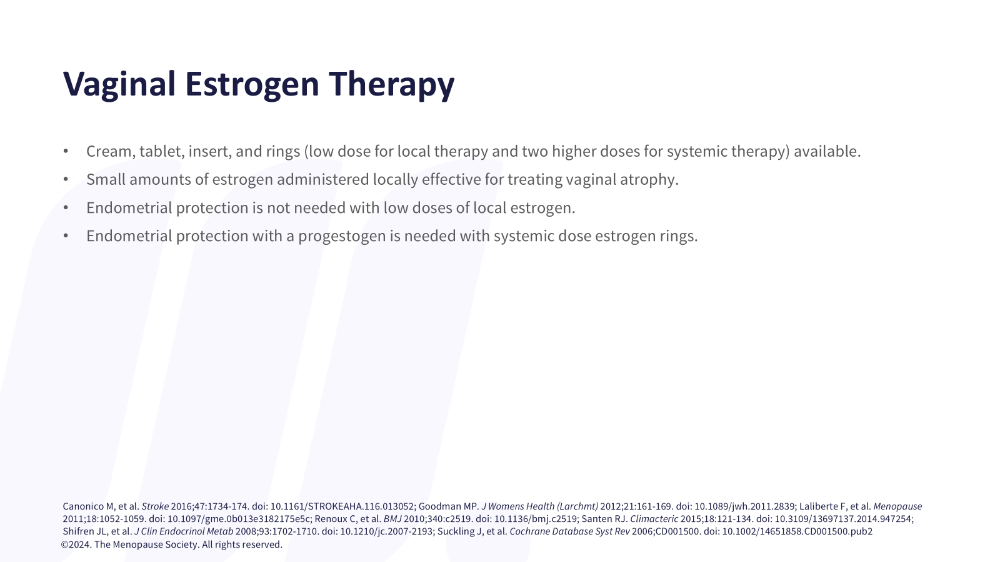 Vaginal Estrogen Therapy
• Cream, tablet, insert, and rings (low dose for local therapy and two higher doses for systemic therapy) available.
• Small amounts of estrogen administered locally effective for treating vaginal atrophy.
• Endometrial protection is not needed with low doses of local estrogen.
• Endometrial protection with a progestogen is needed with systemic dose estrogen rings.
Canonico M, et al. Stroke 2016;47:1734-174. doi: 10.1161/STROKEAHA.116.013052; Goodman MP. J Womens Health (Larchmt) 2012;21:161-169. doi: 10.1089/jwh.2011.2839; Laliberte F, et al. Menopause
2011;18:1052-1059. doi: 10.1097/gme.0b013e3182175e5c; Renoux C, et al. BMJ 2010;340:c2519. doi: 10.1136/bmj.c2519; Santen RJ. Climacteric 2015;18:121-134. doi: 10.3109/13697137.2014.947254;
Shifren JL, et al. J Clin Endocrinol Metab 2008;93:1702-1710. doi: 10.1210/jc.2007-2193; Suckling J, et al. Cochrane Database Syst Rev 2006;CD001500. doi: 10.1002/14651858.CD001500.pub2
©2024. The Menopause Society. All rights reserved.